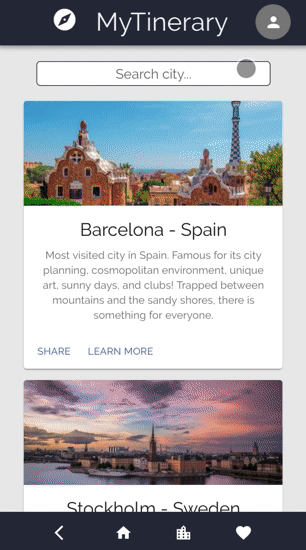 MyTinerary
Search city...
Barcelona - Spain
Most visited city in Spain. Famous for its city
planning, cosmopolitan environment, unique
art, sunny days, and clubs! Trapped between
mountains and the sandy shores, there is
something for everyone.
SHARE LEARN MORE
Stockholm - Sweden